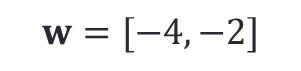 w = [−4, −2]